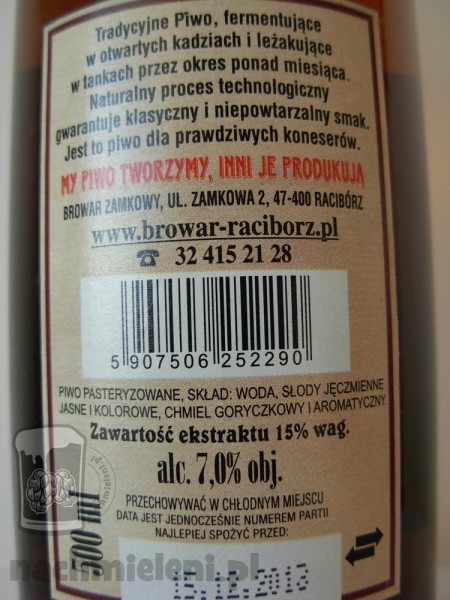 Tradycyjne Piwo, fermentujące
w otwartych kadziach i leżakujące
w tankach przez okres ponad miesiąca.
Naturalny proces technologiczny
gwarantuje klasyczny i niepowtarzalny smak.
Jest to piwo dla prawdziwych koneserów.
MY PIWO TWORZYMY, INNI JE PRODUKUJĄ
BROWAR ZAMKOWY, UL. ZAMKOWA 2, 47-400 RACIBÓRZ
www.browar-raciborz.pl
☎ 32 415 21 28
5 907506 252290
PIWO PASTERYZOWANE, SKŁAD: WODA, SŁODY JĘCZMIENNE
JASNE I KOLOROWE, CHMIEL GORYCZKOWY I AROMATYCZNY.
Zawartość ekstraktu 15% wag.
alc. 7,0% obj.
PRZECHOWYWAĆ W CHŁODNYM MIEJSCU
DATA JEST JEDNOCZEŚNIE NUMEREM PARTII
NAJLEPIEJ SPOŻYĆ PRZED:
500 ml
15.12.2013
nachmieleni.pl
nachmieleni.pl